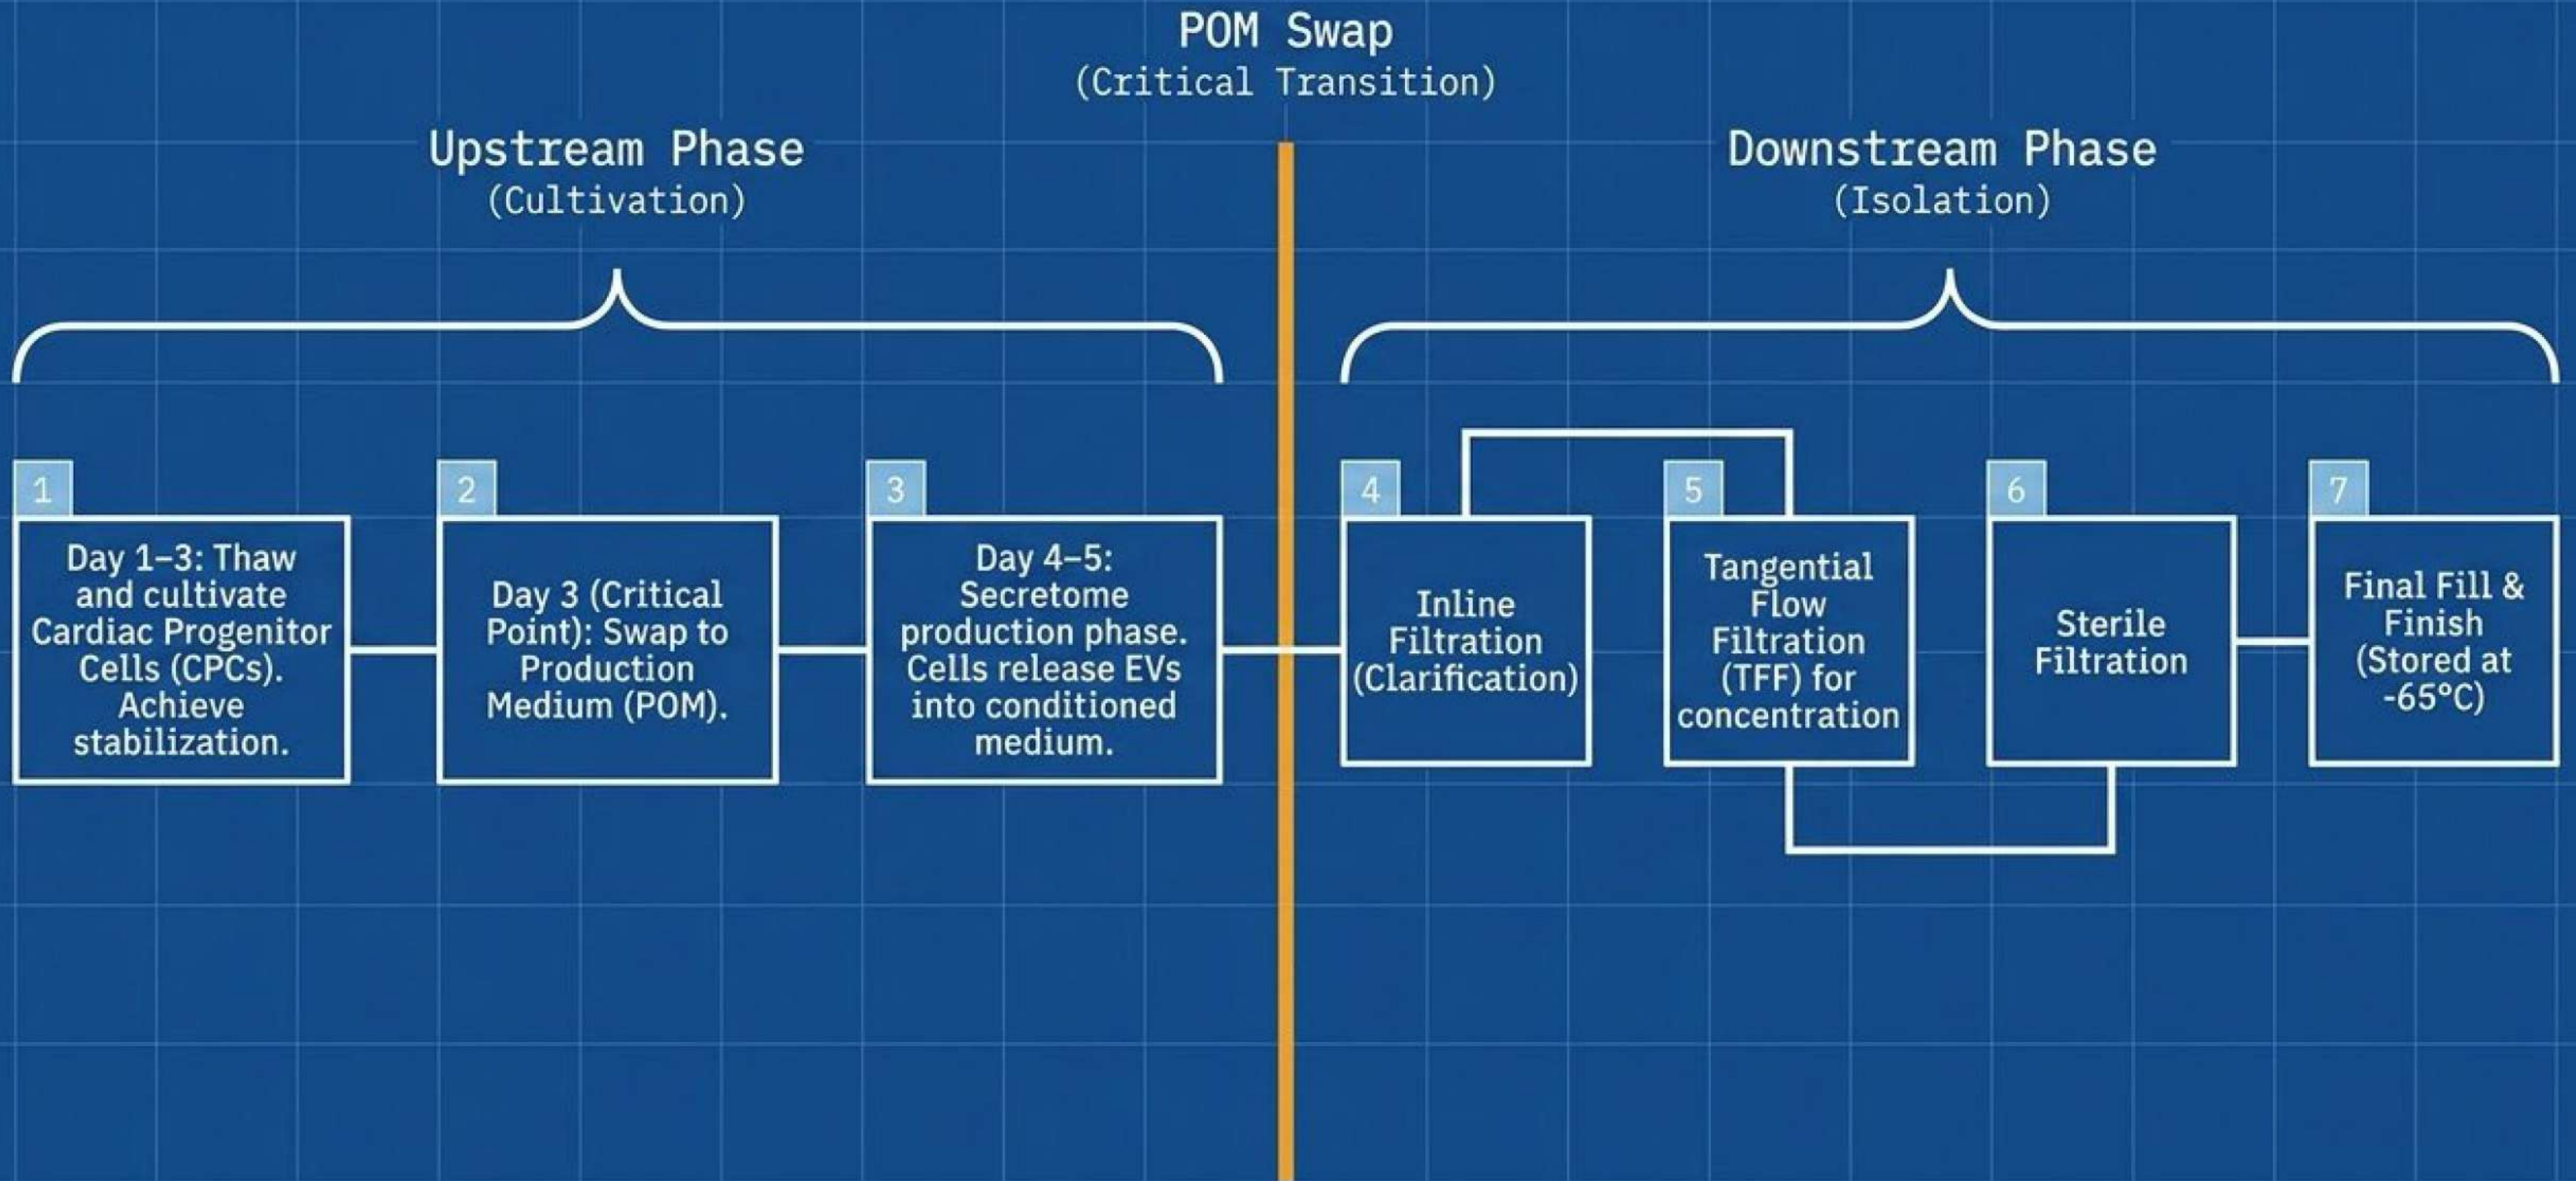 POM Swap
(Critical Transition)
Upstream Phase
(Cultivation)
Downstream Phase
(Isolation)
1
Day 1–3: Thaw
and cultivate
Cardiac Progenitor
Cells (CPCs).
Achieve
stabilization.
2
Day 3 (Critical
Point): Swap to
Production
Medium (POM).
3
Day 4–5:
Secretome
production phase.
Cells release EVs
into conditioned
medium.
4
Inline
Filtration
(Clarification)
5
Tangential
Flow
Filtration
(TFF) for
concentration
6
Sterile
Filtration
7
Final Fill &
Finish
(Stored at
-65°C)